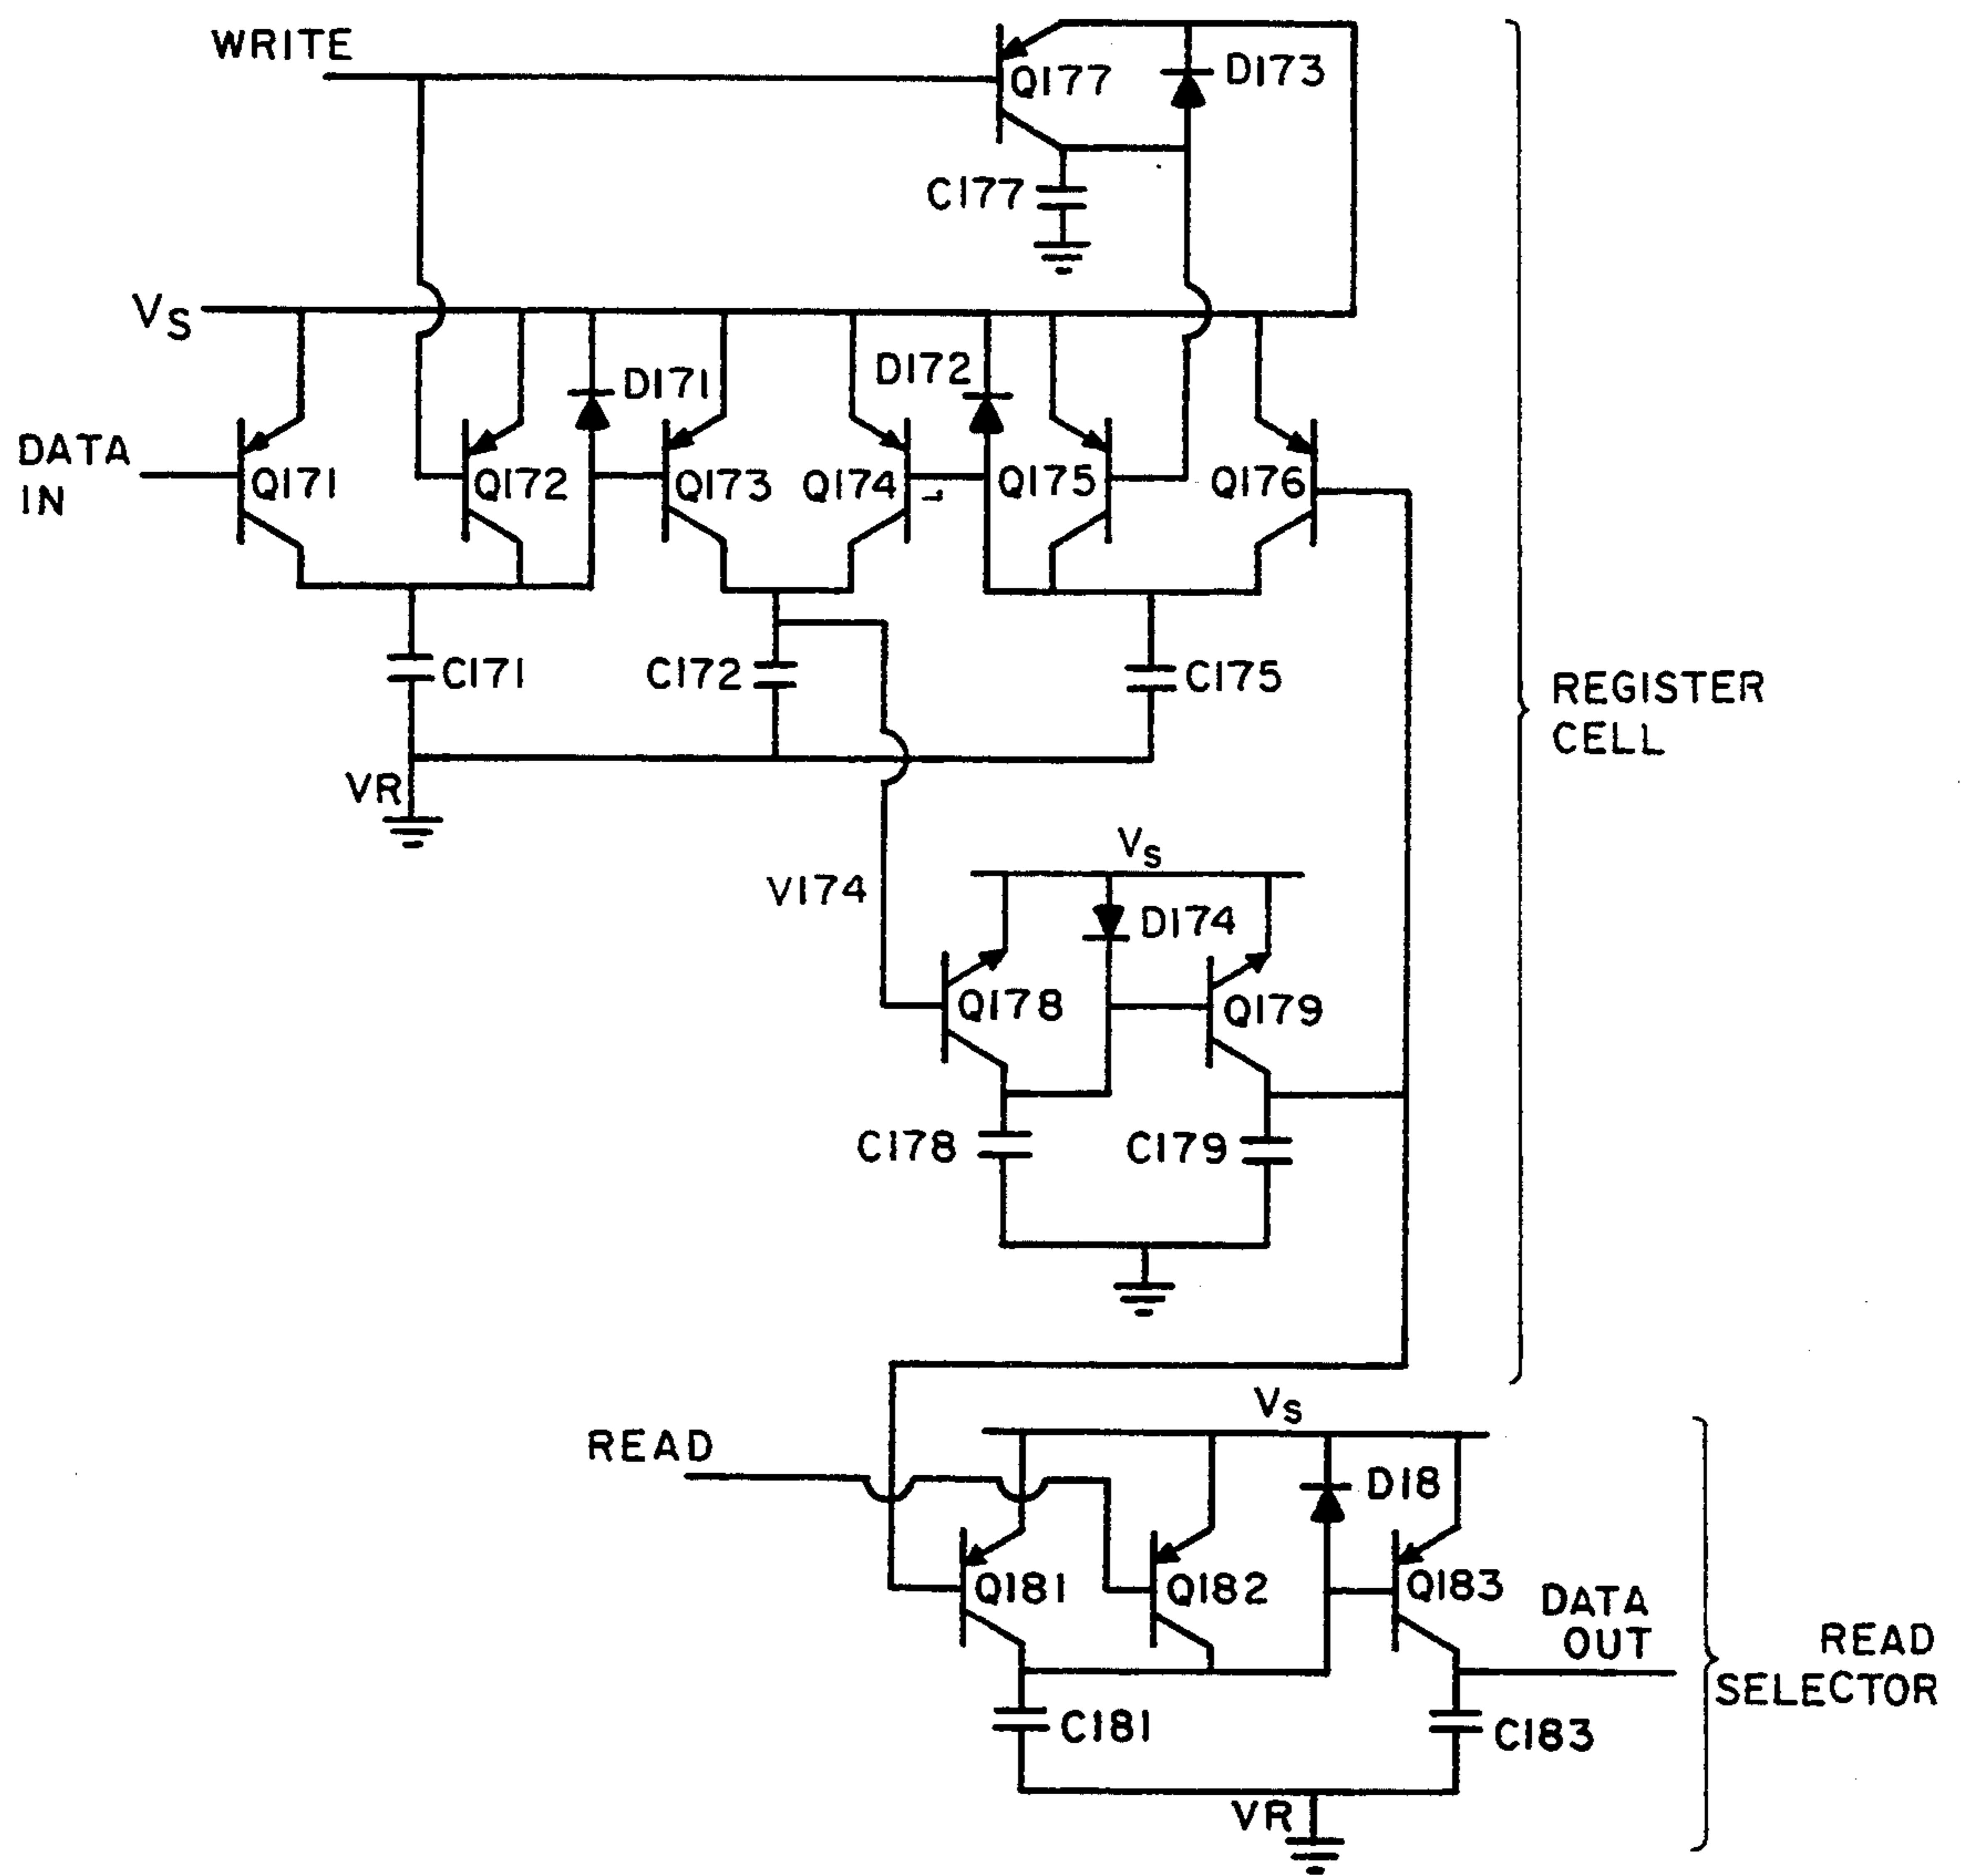 WRITE
Q177
D173
C177
VS
D171
D172
DATA
IN
Q171
Q172
Q173
Q174
Q175
Q176
C171
C172
C175
REGISTER
CELL
VR
VS
V174
D174
Q178
Q179
C178
C179
VS
READ
D18
Q181
Q182
Q183
DATA
OUT
READ
SELECTOR
C181
C183
VR